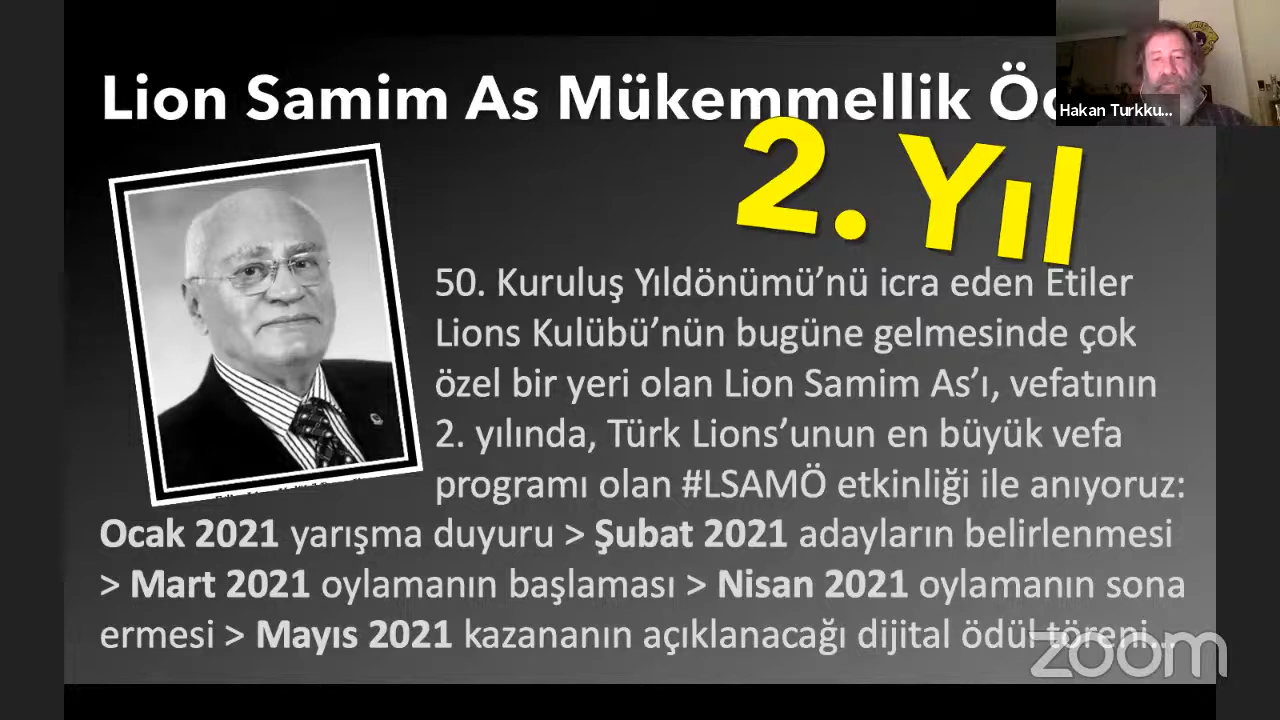 Lion Samim As Mükemmellik
Hakan Turkku...
2. Yıl
50. Kuruluş Yıldönümü’nü icra eden Etiler
Lions Kulübü’nün bugüne gelmesinde çok
özel bir yeri olan Lion Samim As’ı, vefatının
2. yılında, Türk Lions’unun en büyük vefa
programı olan #LSAMÖ etkinliği ile anıyoruz:
Ocak 2021 yarışma duyuru > Şubat 2021 adayların belirlenmesi
> Mart 2021 oylamanın başlaması > Nisan 2021 oylamanın sona
ermesi > Mayıs 2021 kazananın açıklanacağı dijital ödül töreni...
zoom